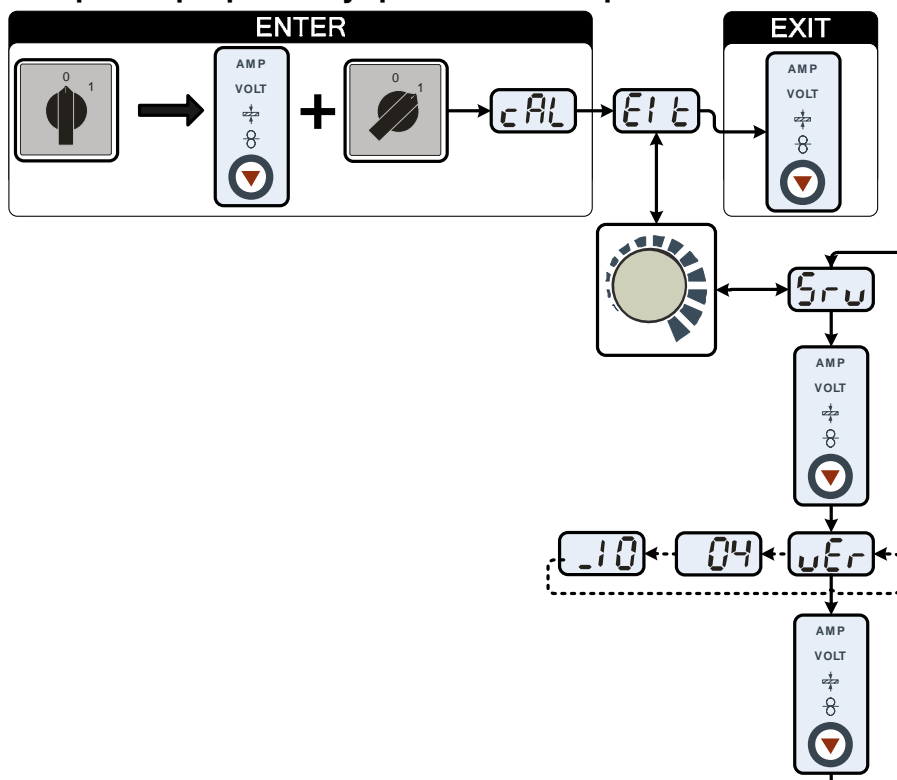 ENTER
EXIT
0
1
AMP
VOLT
0
1
cAL
EIt
AMP
VOLT
Sru
AMP
VOLT
_10
04
vEr
AMP
VOLT